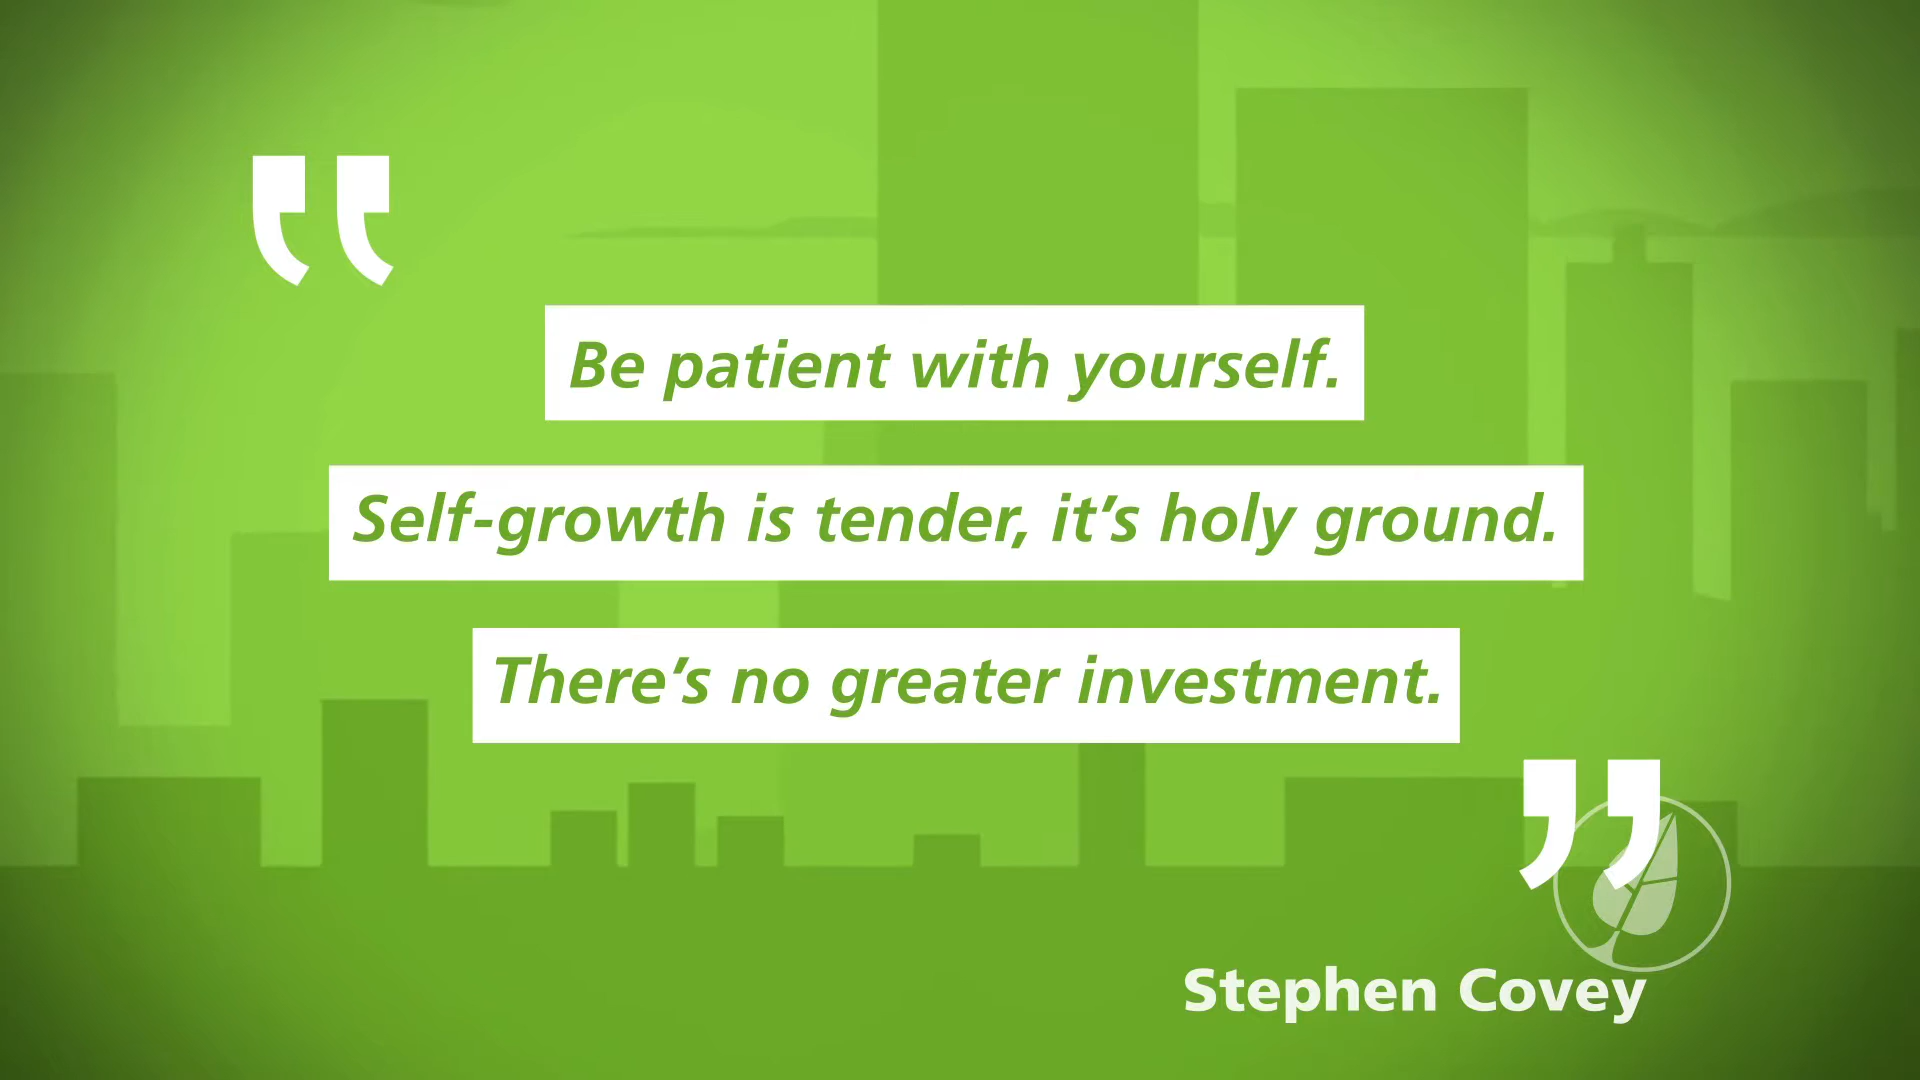 “
Be patient with yourself.
Self-growth is tender, it’s holy ground.
There’s no greater investment.
”
Stephen Covey